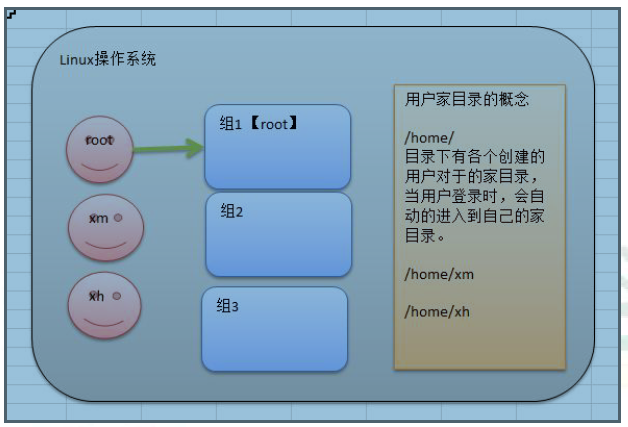 Linux操作系统
root
xm
xh
组1【root】
组2
组3
用户家目录的概念
/home/
目录下有各个创建的
用户对于的家目录，
当用户登录时，会自
动的进入到自己的家
目录。
/home/xm
/home/xh